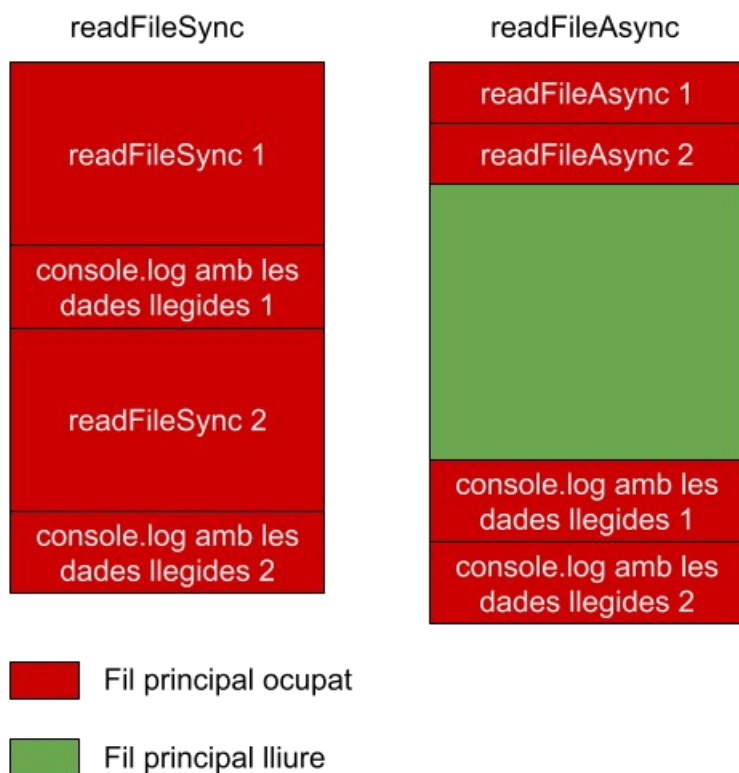 readFileSync
readFileSync 1
console.log amb les
dades llegides 1
readFileSync 2
console.log amb les
dades llegides 2
readFileAsync
readFileAsync 1
readFileAsync 2
console.log amb les
dades llegides 1
console.log amb les
dades llegides 2
Fil principal ocupat
Fil principal lliure